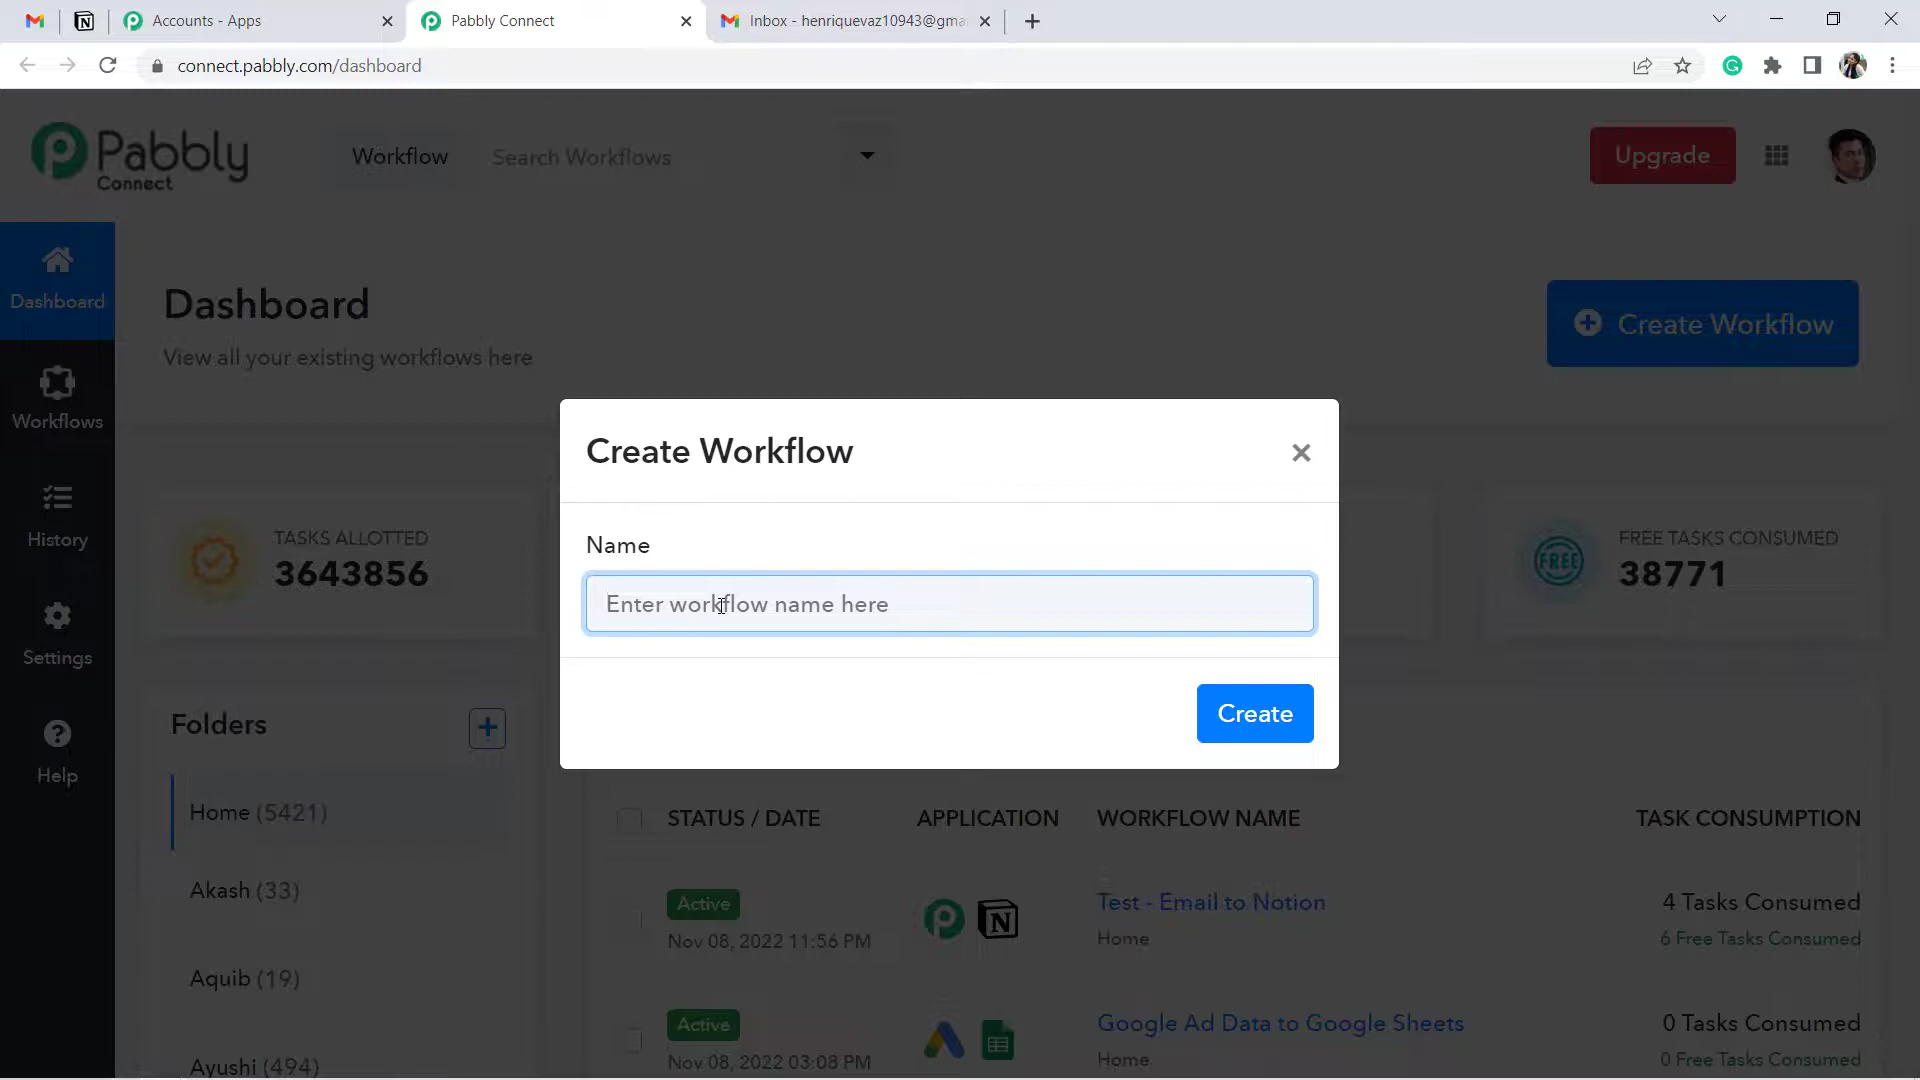 Accounts - Apps
Pabbly Connect
Inbox - henriquevaz10943@gma
connect.pabbly.com/dashboard
Pabbly
Connect
Workflow
Search Workflows
Upgrade
Dashboard
Workflows
History
Settings
Help
Dashboard
View all your existing workflows here
Create Workflow
TASKS ALLOTTED
3643856
FREE
FREE TASKS CONSUMED
38771
Create Workflow
Name
Enter workflow name here
Create
Folders
Home (5421)
Akash (33)
Aquib (19)
Ayushi (494)
STATUS / DATE APPLICATION WORKFLOW NAME TASK CONSUMPTION
Active
Nov 08, 2022 11:56 PM
Test - Email to Notion
Home
4 Tasks Consumed
6 Free Tasks Consumed
Active
Nov 08, 2022 03:08 PM
Google Ad Data to Google Sheets
Home
0 Tasks Consumed
0 Free Tasks Consumed